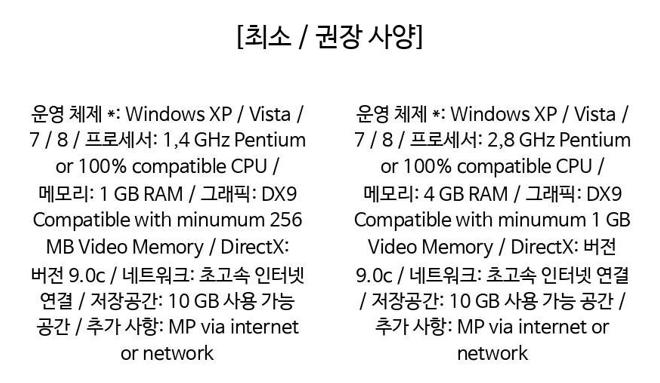 [최소 / 권장 사양]
운영 체제 *: Windows XP / Vista /
7 / 8 / 프로세서: 1,4 GHz Pentium
or 100% compatible CPU /
메모리: 1 GB RAM / 그래픽: DX9
Compatible with minumum 256
MB Video Memory / DirectX:
버전 9.0c / 네트워크: 초고속 인터넷
연결 / 저장공간: 10 GB 사용 가능
공간 / 추가 사항: MP via internet
or network
운영 체제 *: Windows XP / Vista /
7 / 8 / 프로세서: 2,8 GHz Pentium
or 100% compatible CPU /
메모리: 4 GB RAM / 그래픽: DX9
Compatible with minumum 1 GB
Video Memory / DirectX: 버전
9.0c / 네트워크: 초고속 인터넷 연결
/ 저장공간: 10 GB 사용 가능 공간 /
추가 사항: MP via internet or
network